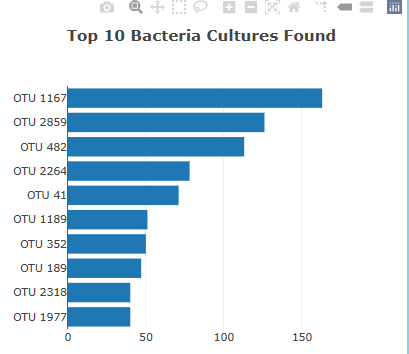 Top 10 Bacteria Cultures Found
OTU 1167
OTU 2859
OTU 482
OTU 2264
OTU 41
OTU 1189
OTU 352
OTU 189
OTU 2318
OTU 1977
0 50 100 150